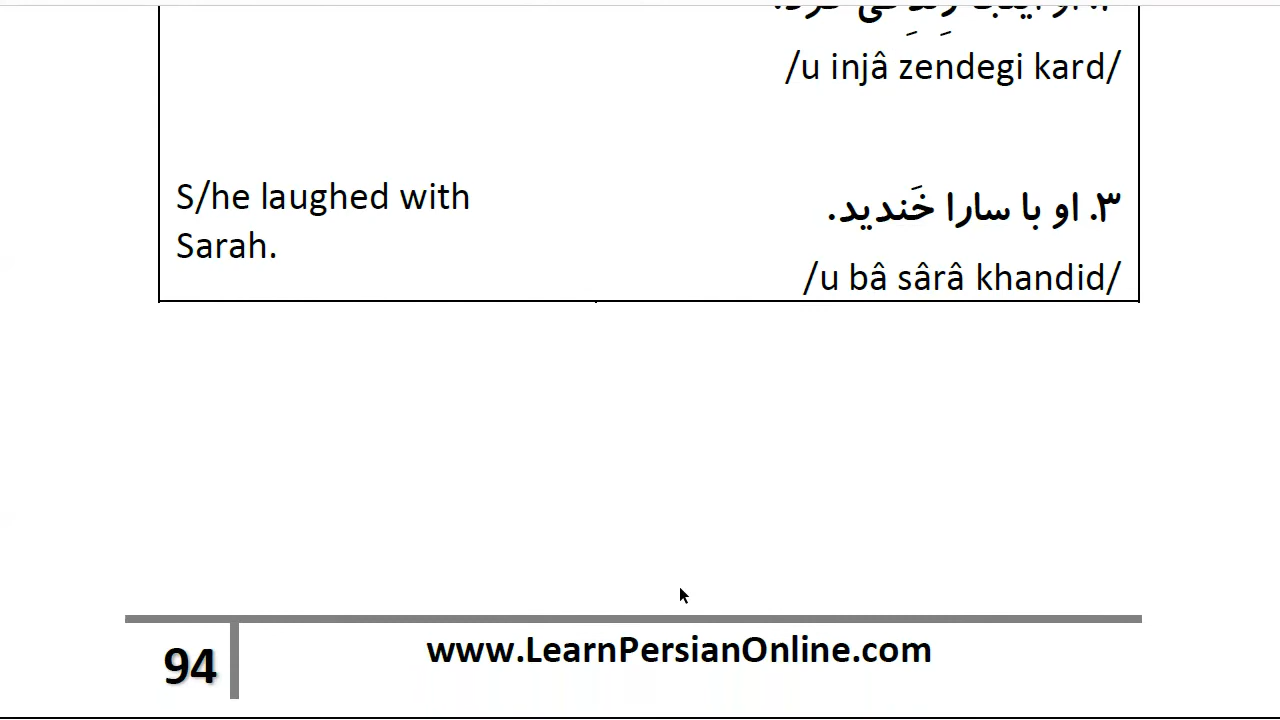 /u injâ zendegi kard/
S/he laughed with
Sarah.
۳. او با سارا خَندید.
/u bâ sârâ khandid/
94
www.LearnPersianOnline.com